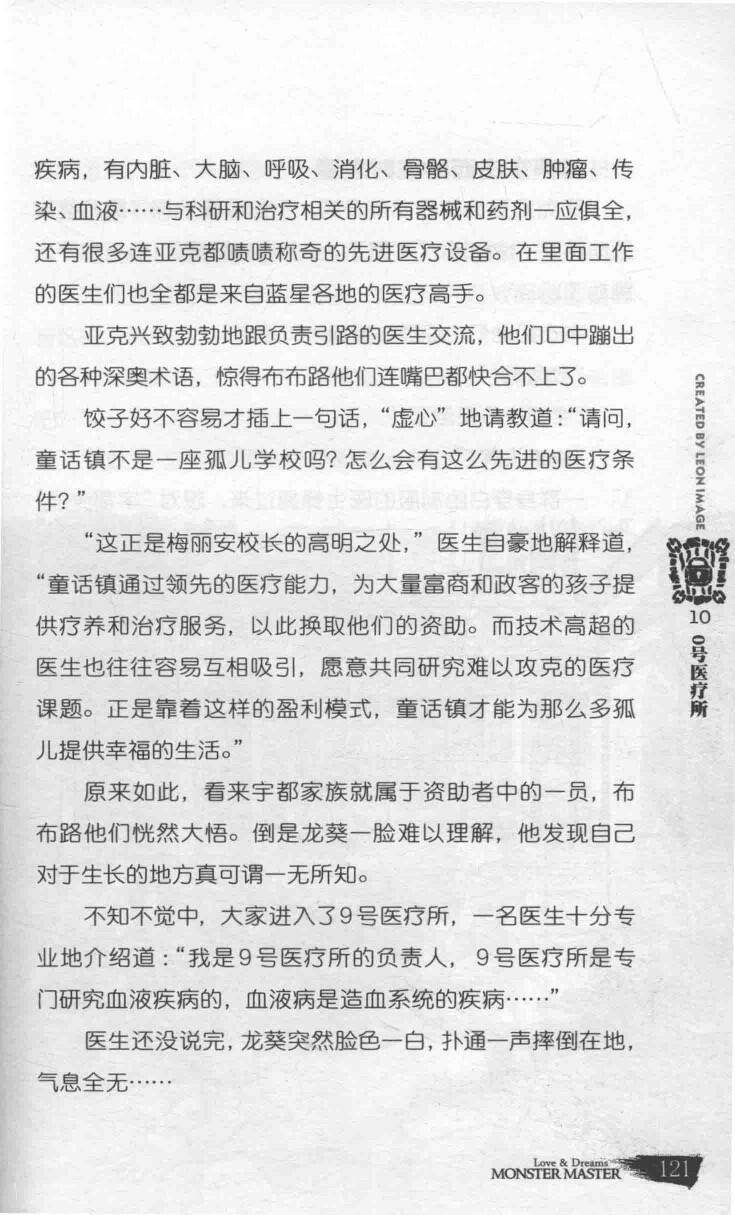 疾病，有内脏、大脑、呼吸、消化、骨骼、皮肤、肿瘤、传
染、血液……与科研和治疗相关的所有器械和药剂一应俱全，
还有很多连亚克都啧啧称奇的先进医疗设备。在里面工作
的医生们也全都是来自蓝星各地的医疗高手。
亚克兴致勃勃地跟负责引路的医生交流，他们口中蹦出
的各种深奥术语，惊得布布路他们连嘴巴都快合不上了。
饺子好不容易才插上一句话，“虚心”地请教道：“请问，
童话镇不是一座孤儿学校吗？怎么会有这么先进的医疗条
件？”
“这正是梅丽安校长的高明之处，”医生自豪地解释道，
“童话镇通过领先的医疗能力，为大量富商和政客的孩子提
供疗养和治疗服务，以此换取他们的资助。而技术高超的
医生也往往容易互相吸引，愿意共同研究难以攻克的医疗
课题。正是靠着这样的盈利模式，童话镇才能为那么多孤
儿提供幸福的生活。”
原来如此，看来宇都家族就属于资助者中的一员，布
布路他们恍然大悟。倒是龙葵一脸难以理解，他发现自己
对于生长的地方真可谓一无所知。
不知不觉中，大家进入了9号医疗所，一名医生十分专
业地介绍道：“我是9号医疗所的负责人，9号医疗所是专
门研究血液疾病的，血液病是造血系统的疾病……”
医生还没说完，龙葵突然脸色一白，扑通一声摔倒在地，
气息全无……
CREATED BY LEON IMAGE
10
0号医疗所
Love & Dreams
MONSTER MASTER
121